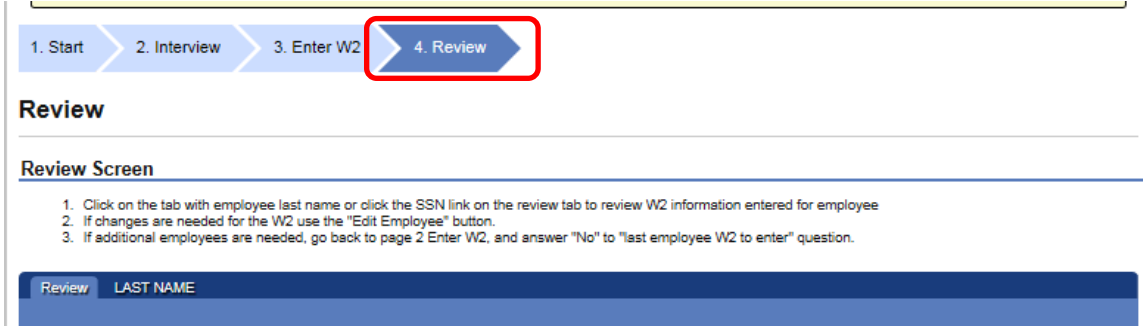 1. Start 2. Interview 3. Enter W2 4. Review
Review
Review Screen
1. Click on the tab with employee last name or click the SSN link on the review tab to review W2 information entered for employee
2. If changes are needed for the W2 use the "Edit Employee" button.
3. If additional employees are needed, go back to page 2 Enter W2, and answer "No" to "last employee W2 to enter" question.
Review LAST NAME